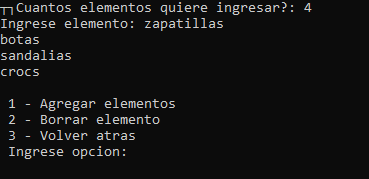 ┬┐Cuantos elementos quiere ingresar?: 4
Ingrese elemento: zapatillas
botas
sandalias
crocs
1 - Agregar elementos
2 - Borrar elemento
3 - Volver atras
Ingrese opcion: